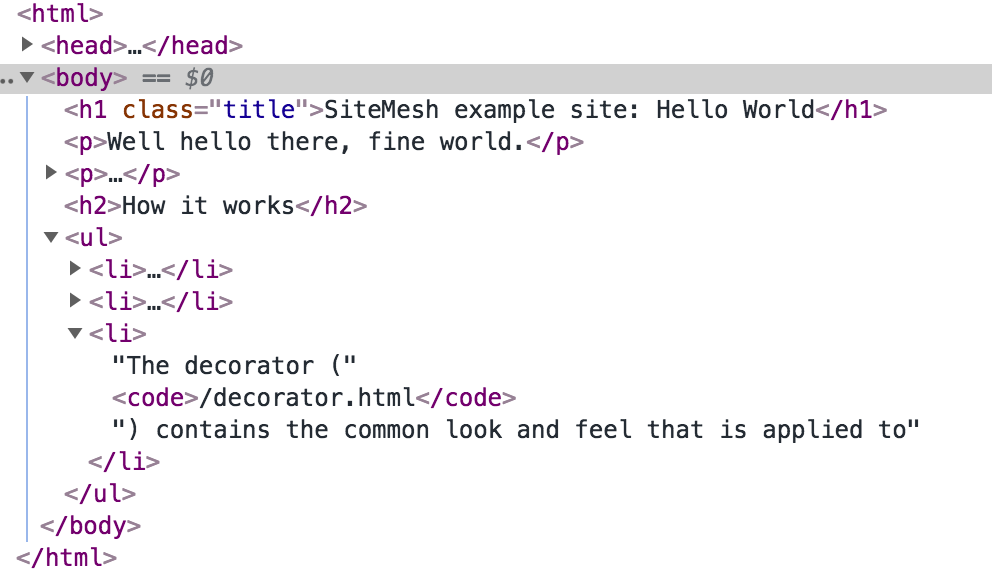 <html>
<head>…</head>
<body> == $0
<h1 class="title">SiteMesh example site: Hello World</h1>
<p>Well hello there, fine world.</p>
<p>…</p>
<h2>How it works</h2>
<ul>
<li>…</li>
<li>…</li>
<li>
"The decorator ("
<code>/decorator.html</code>
") contains the common look and feel that is applied to"
</li>
</ul>
</body>
</html>